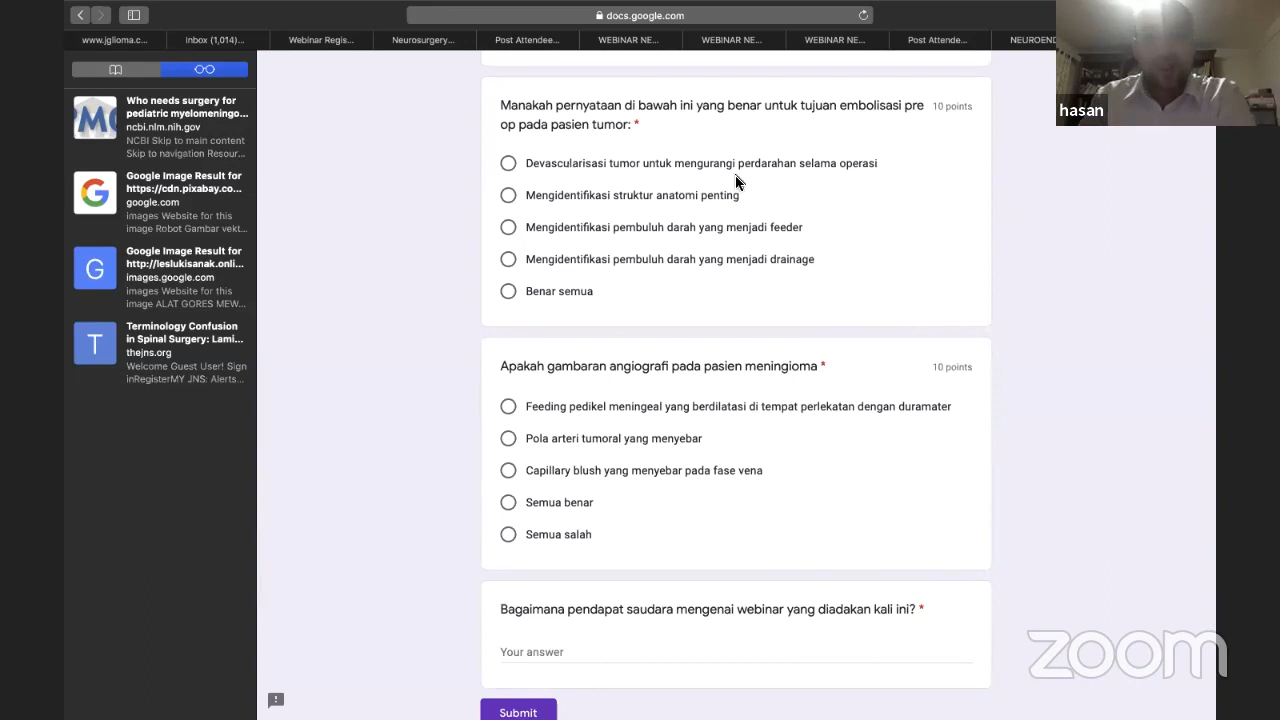 docs.google.com
www.jglioma.c...
Inbox (1,014)...
Webinar Regis...
Neurosurgery...
Post Attendee...
WEBINAR NE...
WEBINAR NE...
WEBINAR NE...
Post Attende...
NEUROEND
hasan
Who needs surgery for
pediatric myelomeningo...
ncbi.nlm.nih.gov
NCBI Skip to main content
Skip to navigation Resour...
Google Image Result for
https://cdn.pixabay.co...
google.com
images Website for this
image Robot Gambar vekt...
G
Google Image Result for
http://leslukisanak.onli...
images.google.com
images Website for this
image ALAT GORES MEW...
T
Terminology Confusion
in Spinal Surgery: Lami...
thejns.org
Welcome Guest User! Sign
inRegisterMY JNS: Alerts...
Manakah pernyataan di bawah ini yang benar untuk tujuan embolisasi pre
op pada pasien tumor: *
10 points
Devascularisasi tumor untuk mengurangi perdarahan selama operasi
Mengidentifikasi struktur anatomi penting
Mengidentifikasi pembuluh darah yang menjadi feeder
Mengidentifikasi pembuluh darah yang menjadi drainage
Benar semua
Apakah gambaran angiografi pada pasien meningioma *
10 points
Feeding pedikel meningeal yang berdilatasi di tempat perlekatan dengan duramater
Pola arteri tumoral yang menyebar
Capillary blush yang menyebar pada fase vena
Semua benar
Semua salah
Bagaimana pendapat saudara mengenai webinar yang diadakan kali ini? *
Your answer
Submit
zoom